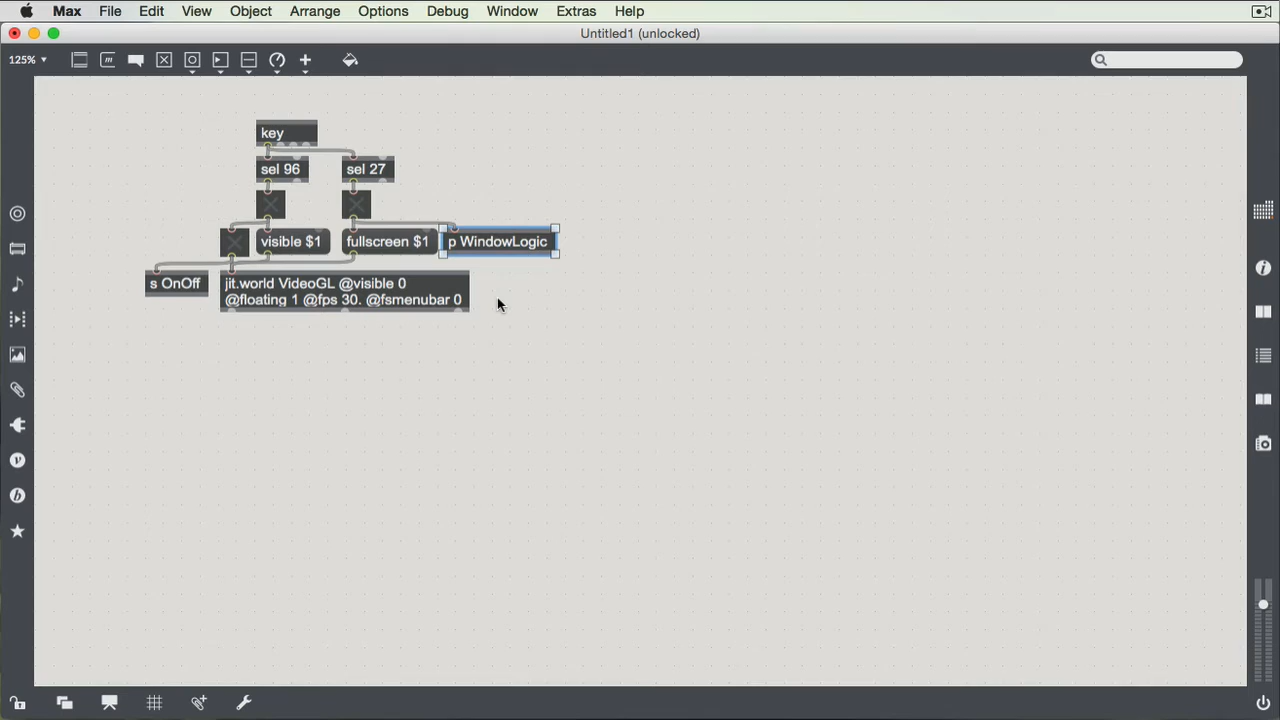 Max File Edit View Object Arrange Options Debug Window Extras Help
Untitled1 (unlocked)
125%
key
sel 96 sel 27
visible $1 fullscreen $1 p WindowLogic
s OnOff
jit.world VideoGL @visible 0
@floating 1 @fps 30. @fsmenubar 0